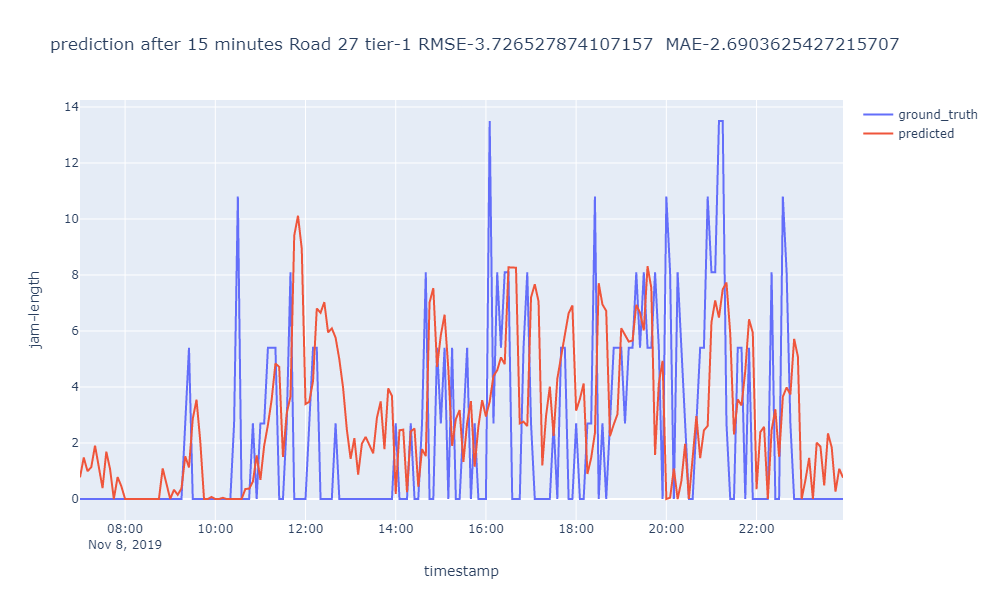 prediction after 15 minutes Road 27 tier-1 RMSE-3.726527874107157  MAE-2.6903625427215707
ground_truth
predicted
jam-length
14
12
10
8
6
4
2
0
08:00 10:00 12:00 14:00 16:00 18:00 20:00 22:00
Nov 8, 2019
timestamp